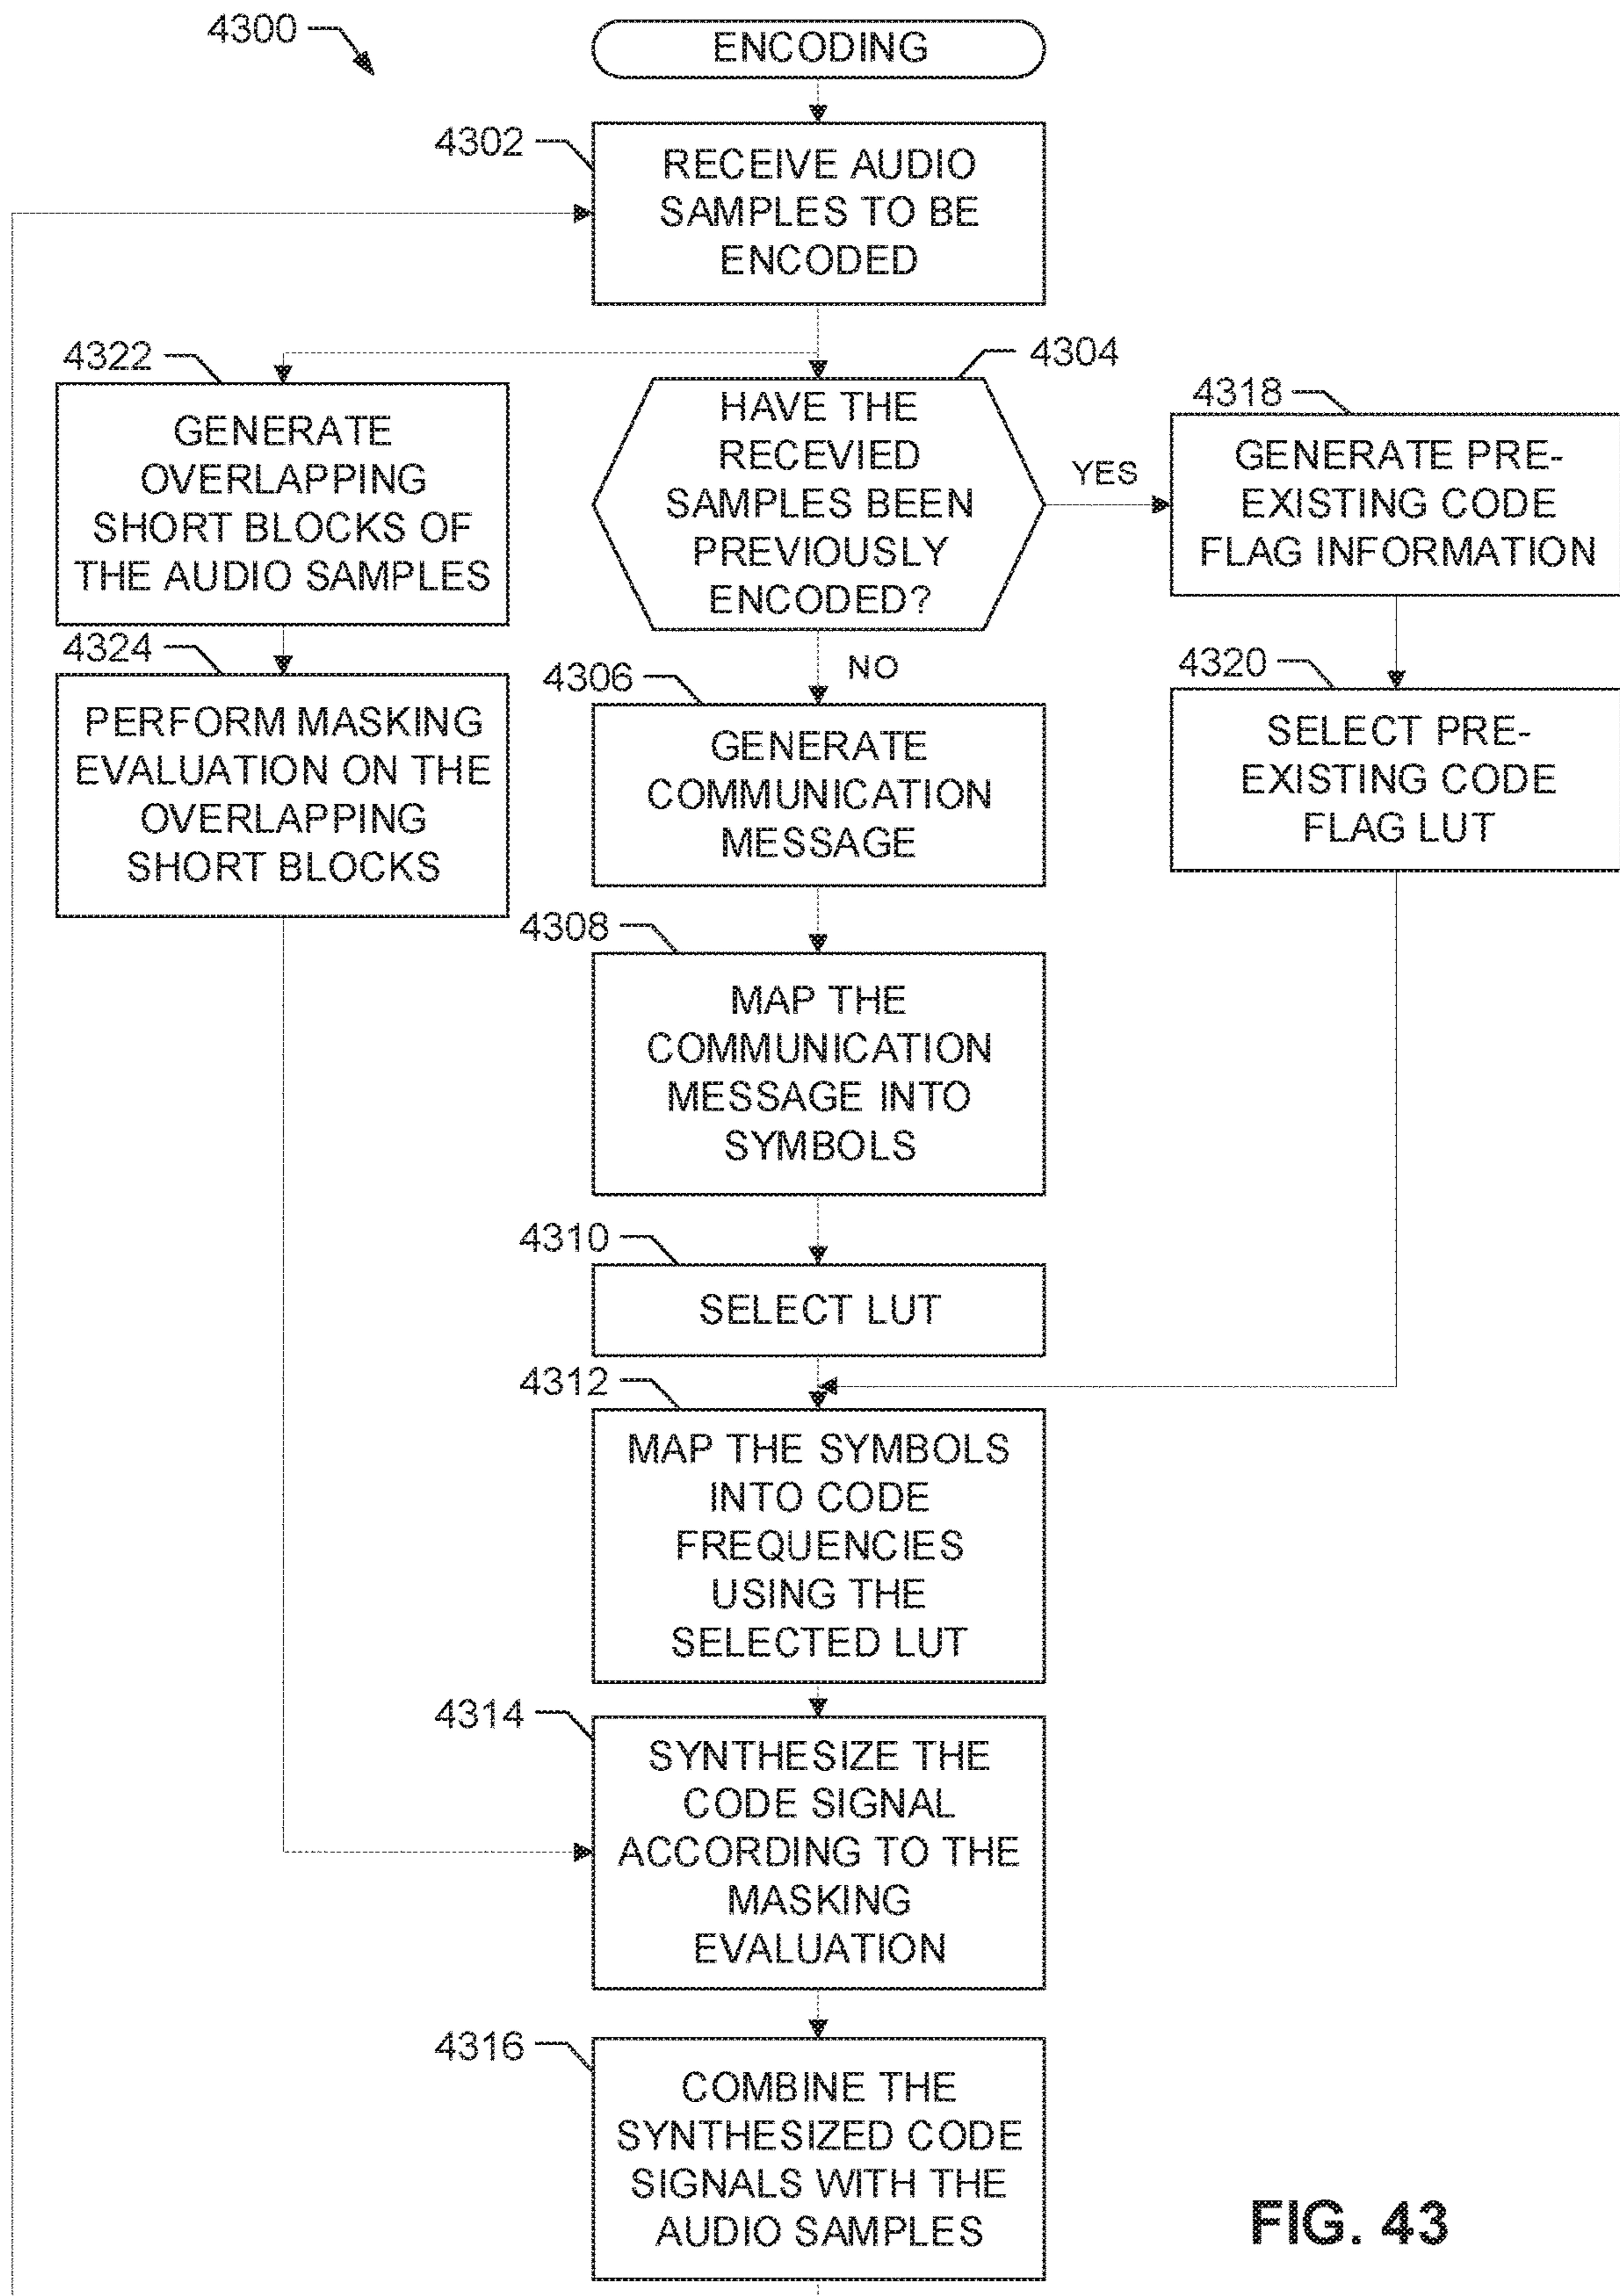 4300
ENCODING
4302
RECEIVE AUDIO
SAMPLES TO BE
ENCODED
4322
GENERATE
OVERLAPPING
SHORT BLOCKS OF
THE AUDIO SAMPLES
4304
HAVE THE
RECEVIED
SAMPLES BEEN
PREVIOUSLY
ENCODED?
YES
4318
GENERATE PRE-
EXISTING CODE
FLAG INFORMATION
4324
PERFORM MASKING
EVALUATION ON THE
OVERLAPPING
SHORT BLOCKS
NO
4306
GENERATE
COMMUNICATION
MESSAGE
4320
SELECT PRE-
EXISTING CODE
FLAG LUT
4308
MAP THE
COMMUNICATION
MESSAGE INTO
SYMBOLS
4310
SELECT LUT
4312
MAP THE SYMBOLS
INTO CODE
FREQUENCIES
USING THE
SELECTED LUT
4314
SYNTHESIZE THE
CODE SIGNAL
ACCORDING TO THE
MASKING
EVALUATION
4316
COMBINE THE
SYNTHESIZED CODE
SIGNALS WITH THE
AUDIO SAMPLES
FIG. 43